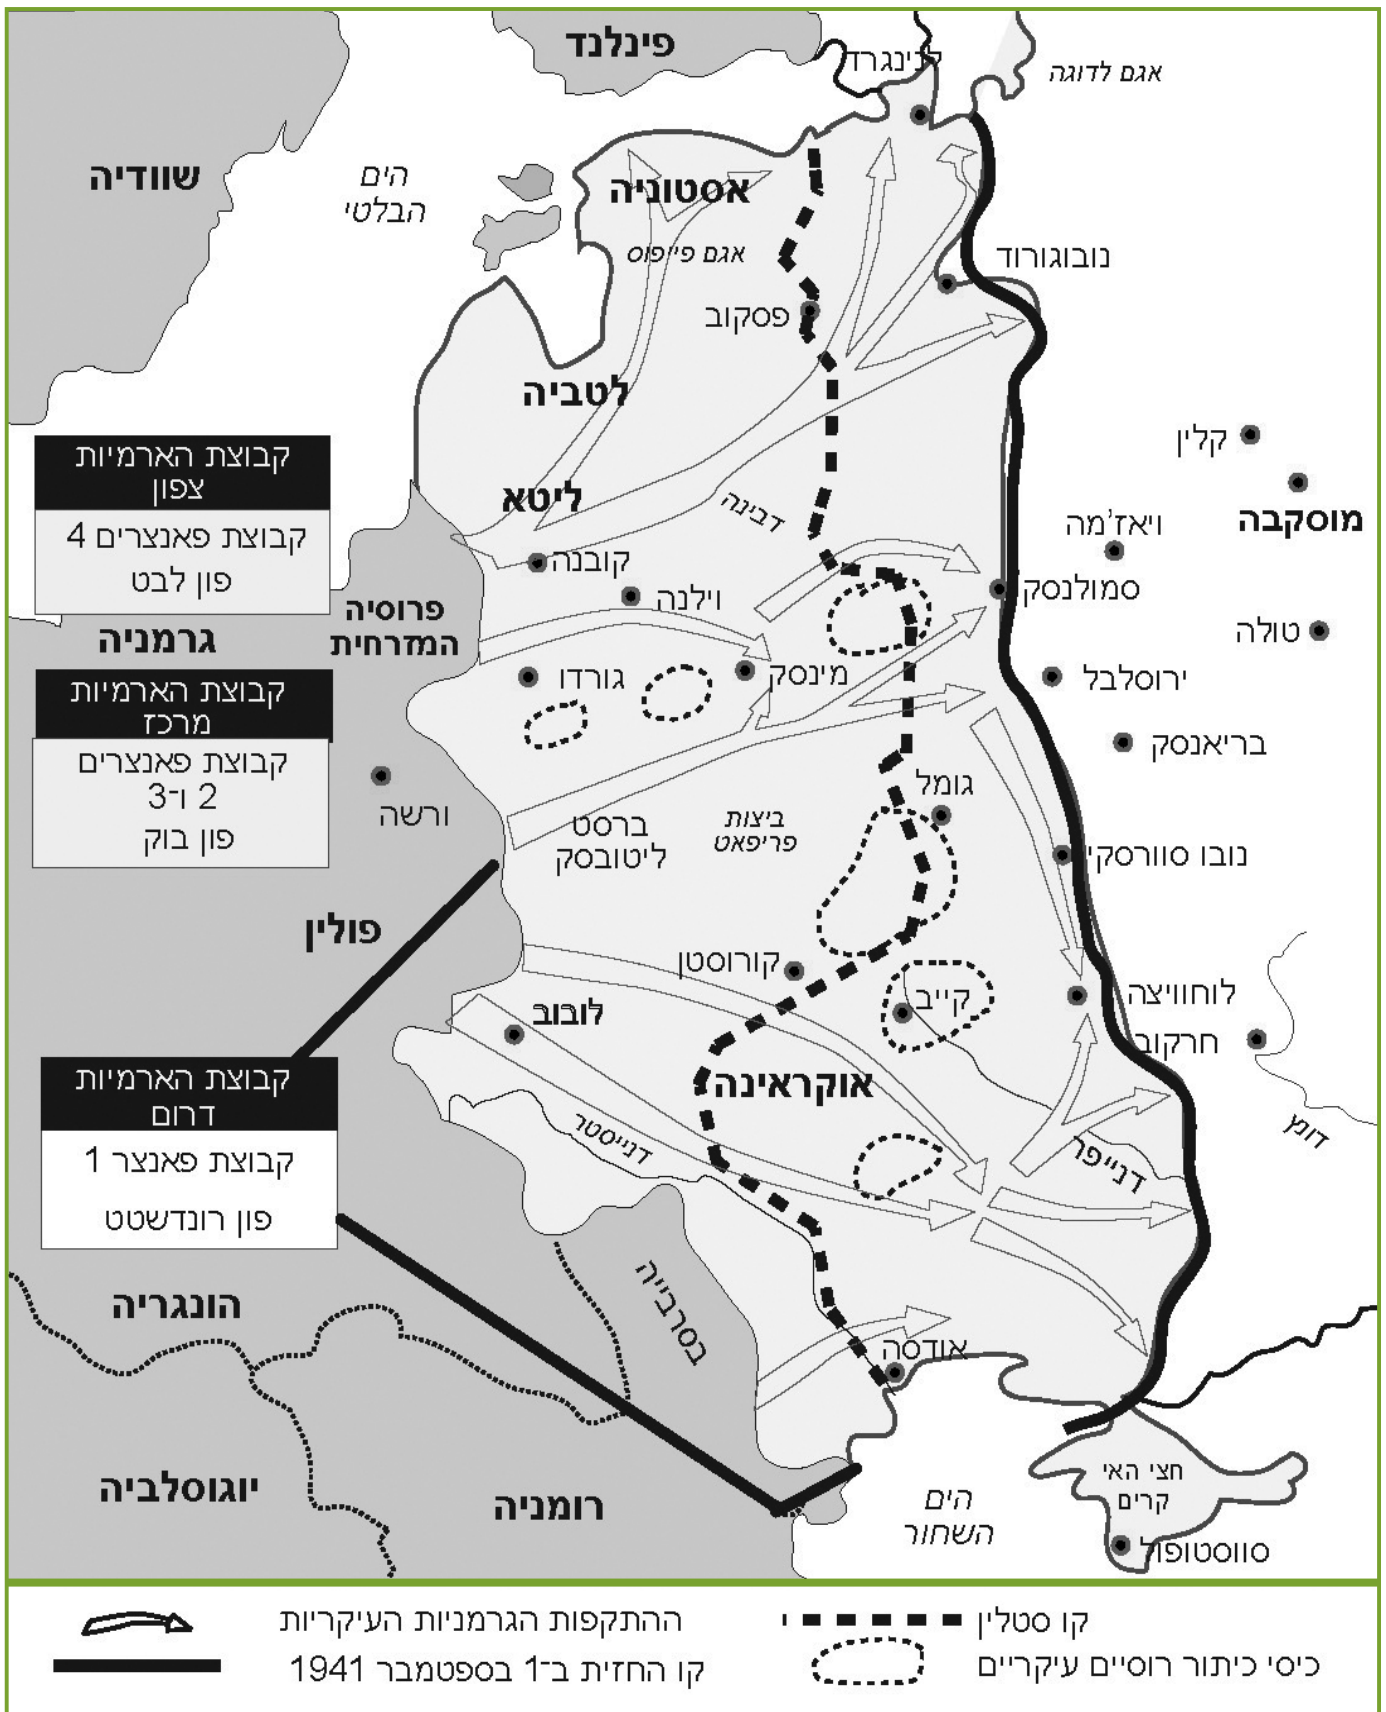 פינלנד
לנינגרד
אגם לדוגה
שוודיה
הים
הבלטי
אסטוניה
אגם פייפוס
נובוגורוד
פסקוב
לטביה
קלין
קבוצת הארמיות
צפון
קבוצת פאנצרים 4
פון לבט
ליטא
דבינה
ויאז'מה
מוסקבה
קובנה
וילנה
סמולנסק
פרוסיה
המזרחית
גרמניה
טולה
קבוצת הארמיות
מרכז
קבוצת פאנצרים
2 ו-3
פון בוק
גורדו
מינסק
ירוסלבל
בריאנסק
גומל
ורשה
ברסט
ליטובסק
ביצות
פריפאט
נובו סוורסקי
פולין
קורוסטן
קייב
לוחוויצה
לובוב
חרקוב
קבוצת הארמיות
דרום
קבוצת פאנצר 1
פון רונדשטט
אוקראינה
דנייסטר
דנייפר
דונץ
הונגריה
בסרבייה
אודסה
יוגוסלביה
רומניה
הים
השחור
חצי האי
קרים
סווסטופול
קו סטלין
ההתקפות הגרמניות העיקריות
כיסי כיתור רוסיים עיקריים
קו החזית ב-1 בספטמבר 1941